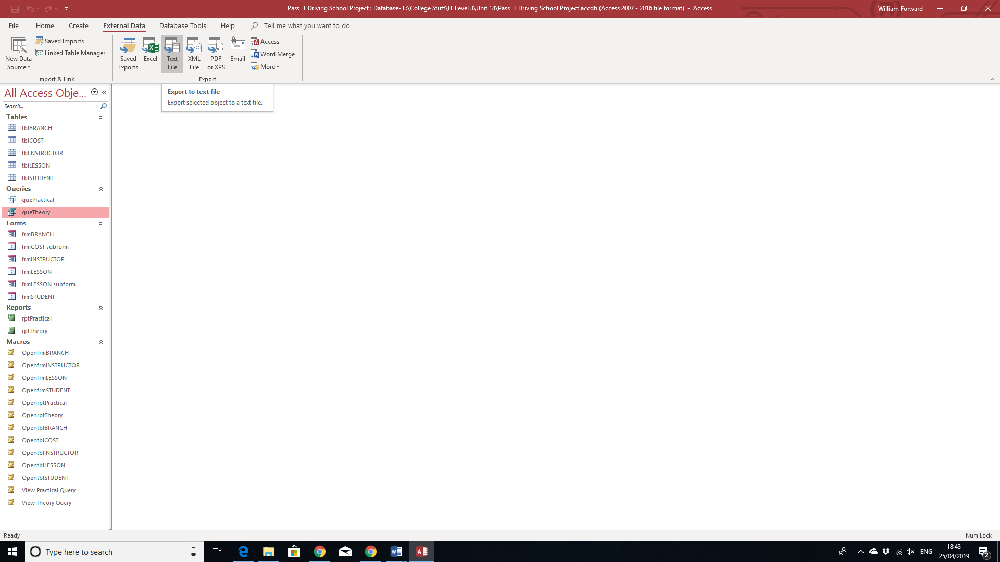 Pass IT Driving School Project : Database- E:\College Stuff\IT Level 3\Unit 18\Pass IT Driving School Project.accdb (Access 2007 - 2016 file format) - Access
William Forward
File Home Create External Data Database Tools Help Tell me what you want to do
New Data Source
Saved Imports
Linked Table Manager
Import & Link
Saved Exports
Excel
Text File
XML File
PDF or XPS
Email
Access
Word Merge
More
Export
Export to text file
Export selected object to a text file.
All Access Obje...
Search...
Tables
tblBRANCH
tblCOST
tblINSTRUCTOR
tblLESSON
tblSTUDENT
Queries
quePractical
queTheory
Forms
frmBRANCH
frmCOST subform
frmINSTRUCTOR
frmLESSON
frmLESSON subform
frmSTUDENT
Reports
rptPractical
rptTheory
Macros
OpenfrmBRANCH
OpenfrmINSTRUCTOR
OpenfrmLESSON
OpenfrmSTUDENT
OpenrptPractical
OpenrptTheory
OpentblBRANCH
OpentblCOST
OpentblINSTRUCTOR
OpentblLESSON
OpentblSTUDENT
View Practical Query
View Theory Query
Ready
Num Lock
Type here to search
ENG
18:43
25/04/2019
2